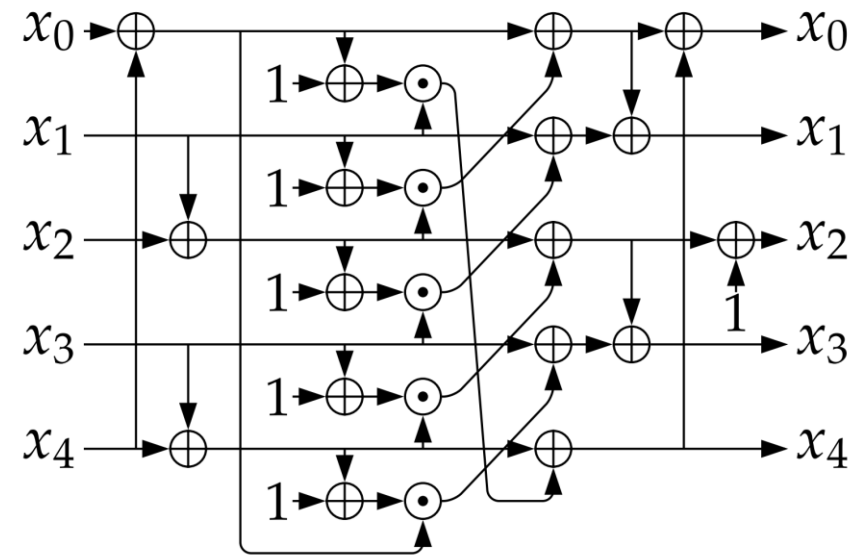 x₀ x₀
1
x₁ x₁
1
x₂ x₂
1 1
x₃ x₃
1
x₄ x₄
1